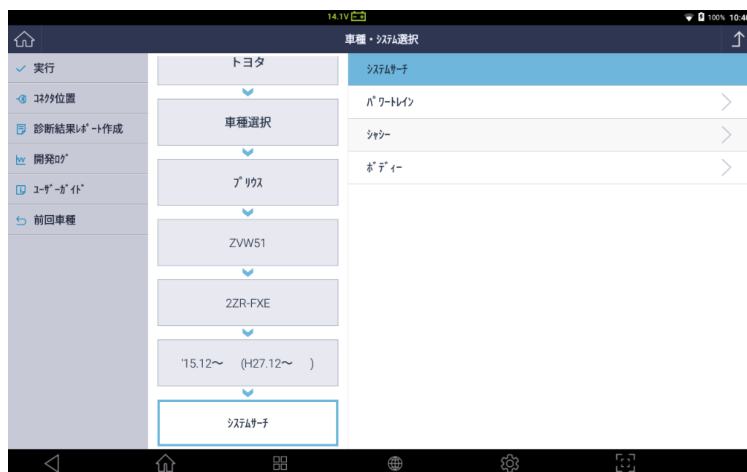 14.1V
100% 10:4
車種・ｼｽﾃﾑ選択
実行
ｺﾈｸﾀ位置
診断結果ﾚﾎﾟｰﾄ作成
開発ﾛｸﾞ
ﾕｰｻﾞｰｶﾞｲﾄﾞ
前回車種
トヨタ
車種選択
ﾌﾟﾘｳｽ
ZVW51
2ZR-FXE
'15.12～ (H27.12～ )
ｼｽﾃﾑｻｰﾁ
ｼｽﾃﾑｻｰﾁ
ﾊﾟﾜｰﾄﾚｲﾝ
ｼｬｼｰ
ﾎﾞﾃﾞｨｰ